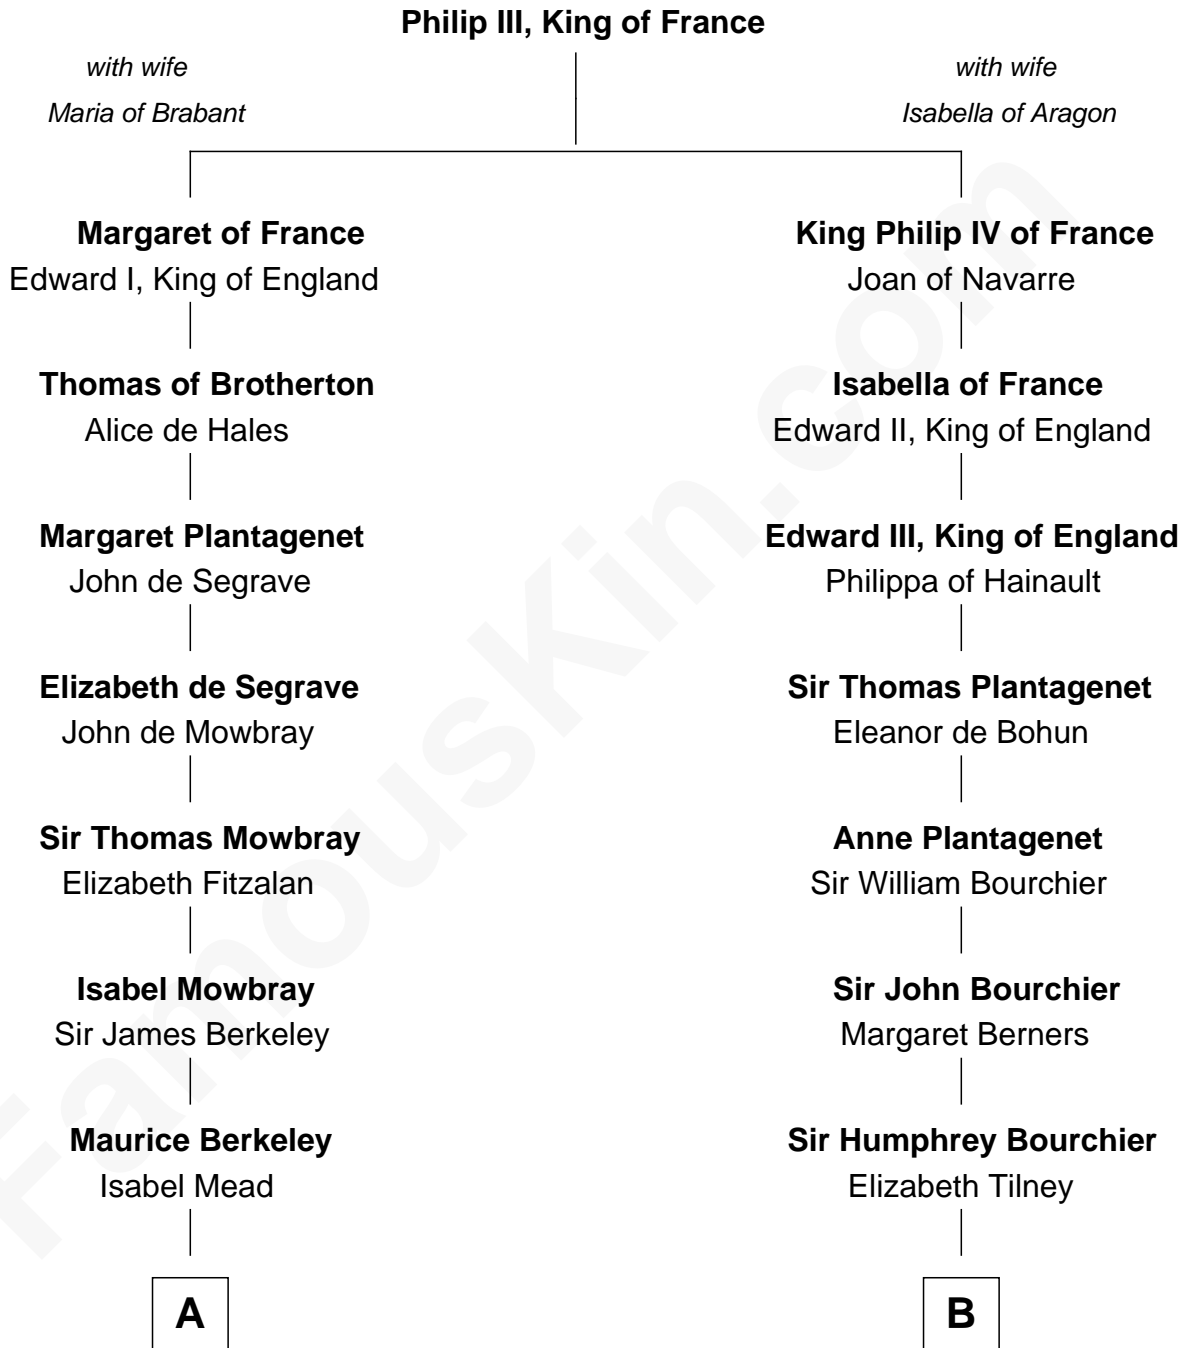 Philip III, King of France
with wife
Maria of Brabant
with wife
Isabella of Aragon
Margaret of France
Edward I, King of England
King Philip IV of France
Joan of Navarre
Thomas of Brotherton
Alice de Hales
Isabella of France
Edward II, King of England
Margaret Plantagenet
John de Segrave
Edward III, King of England
Philippa of Hainault
Elizabeth de Segrave
John de Mowbray
Sir Thomas Plantagenet
Eleanor de Bohun
Sir Thomas Mowbray
Elizabeth Fitzalan
Anne Plantagenet
Sir William Bourchier
Isabel Mowbray
Sir James Berkeley
Sir John Bourchier
Margaret Berners
Maurice Berkeley
Isabel Mead
Sir Humphrey Bourchier
Elizabeth Tilney
A
B
FamousKin.com